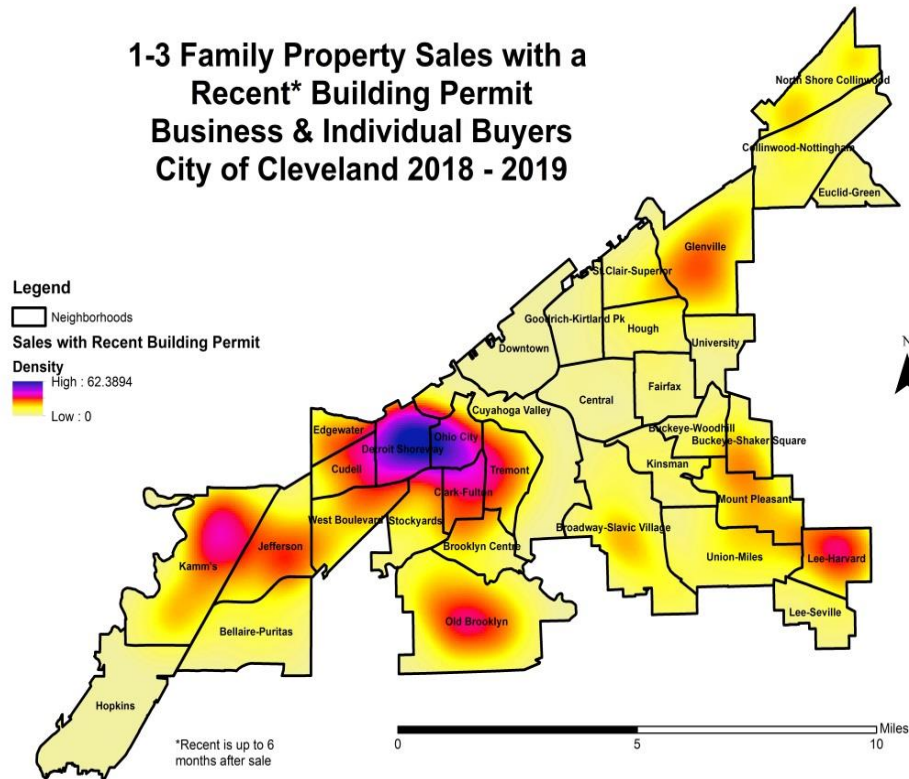 1-3 Family Property Sales with a
Recent* Building Permit
Business & Individual Buyers
City of Cleveland 2018 - 2019
North Shore Collinwood
Collinwood-Nottingham
Euclid-Green
Glenville
St.Clair-Superior
Legend
Neighborhoods
Sales with Recent Building Permit
Density
High : 62.3894
Low : 0
Goodrich-Kirtland Pk
Hough
Downtown
University
N
Fairfax
Central
Cuyahoga Valley
Edgewater
Ohio City
Detroit Shoreway
Buckeye-Woodhill
Buckeye-Shaker Square
Cudell
Tremont
Kinsman
Clark-Fulton
Mount Pleasant
West Boulevard
Stockyards
Broadway-Slavic Village
Jefferson
Brooklyn Centre
Kamm's
Union-Miles
Lee-Harvard
Lee-Seville
Old Brooklyn
Bellaire-Puritas
Hopkins
*Recent is up to 6
months after sale
Miles
0 5 10